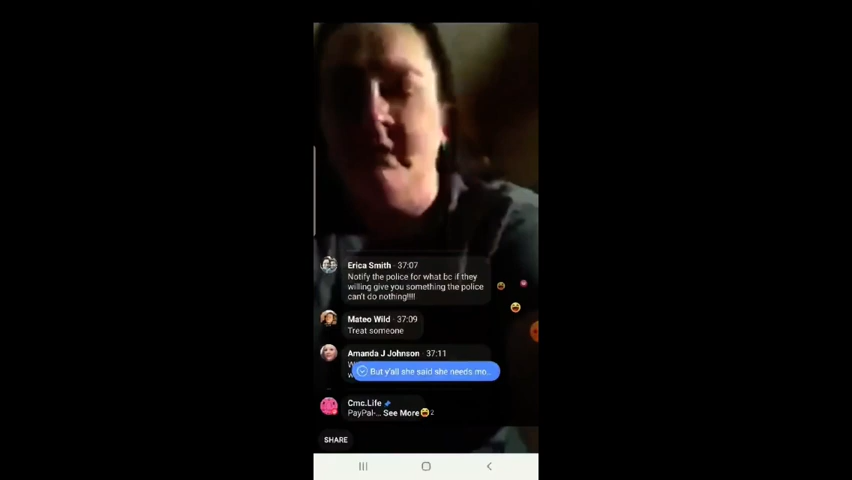 Erica Smith · 37:07
Notify the police for what bc if they
willing give you something the police
can't do nothing!!!!
Mateo Wild · 37:09
Treat someone
Amanda J Johnson · 37:11
But y'all she said she needs mo...
Cmc.Life
PayPal-... See More 2
SHARE